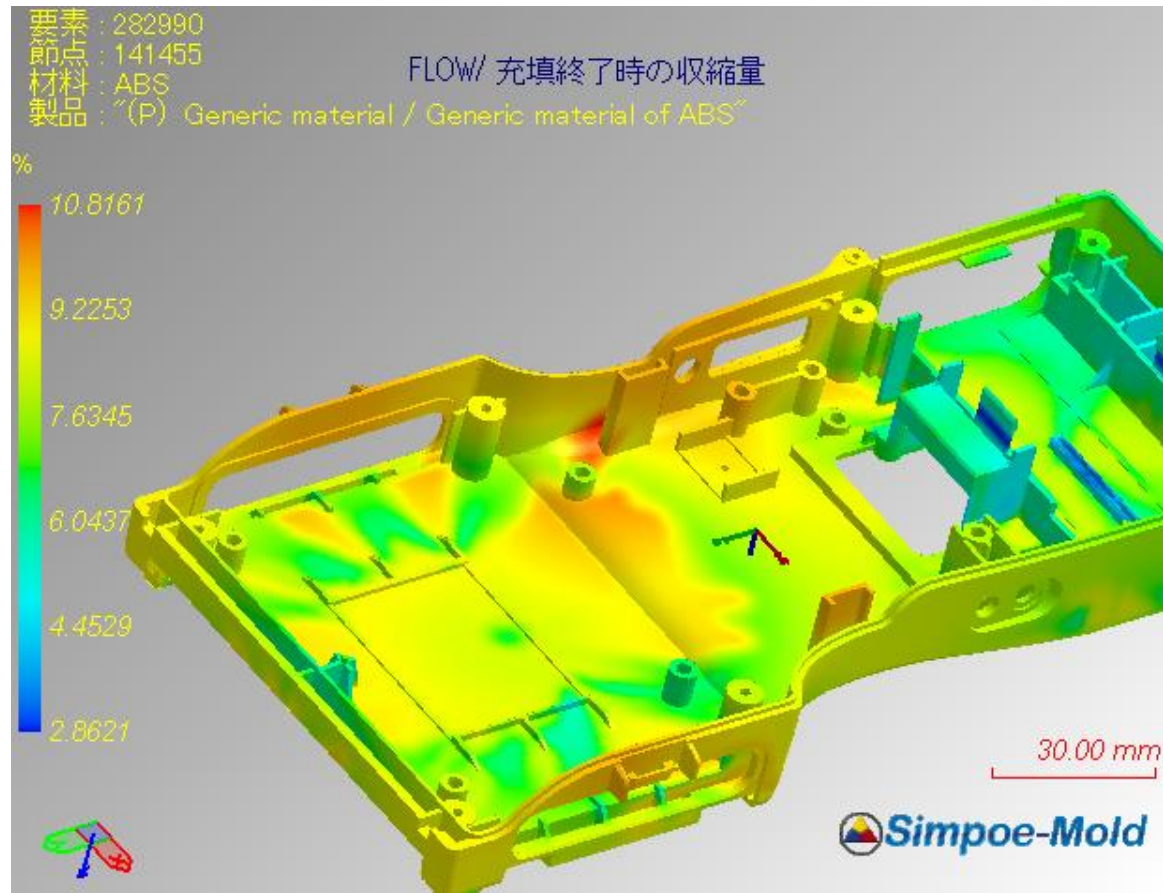 要素 : 282990
節点 : 141455
材料 : ABS
製品 : "(P) Generic material / Generic material of ABS"
FLOW/ 充填終了時の収縮量
%
10.8161
9.2253
7.6345
6.0437
4.4529
2.8621
30.00 mm
Simpoe-Mold